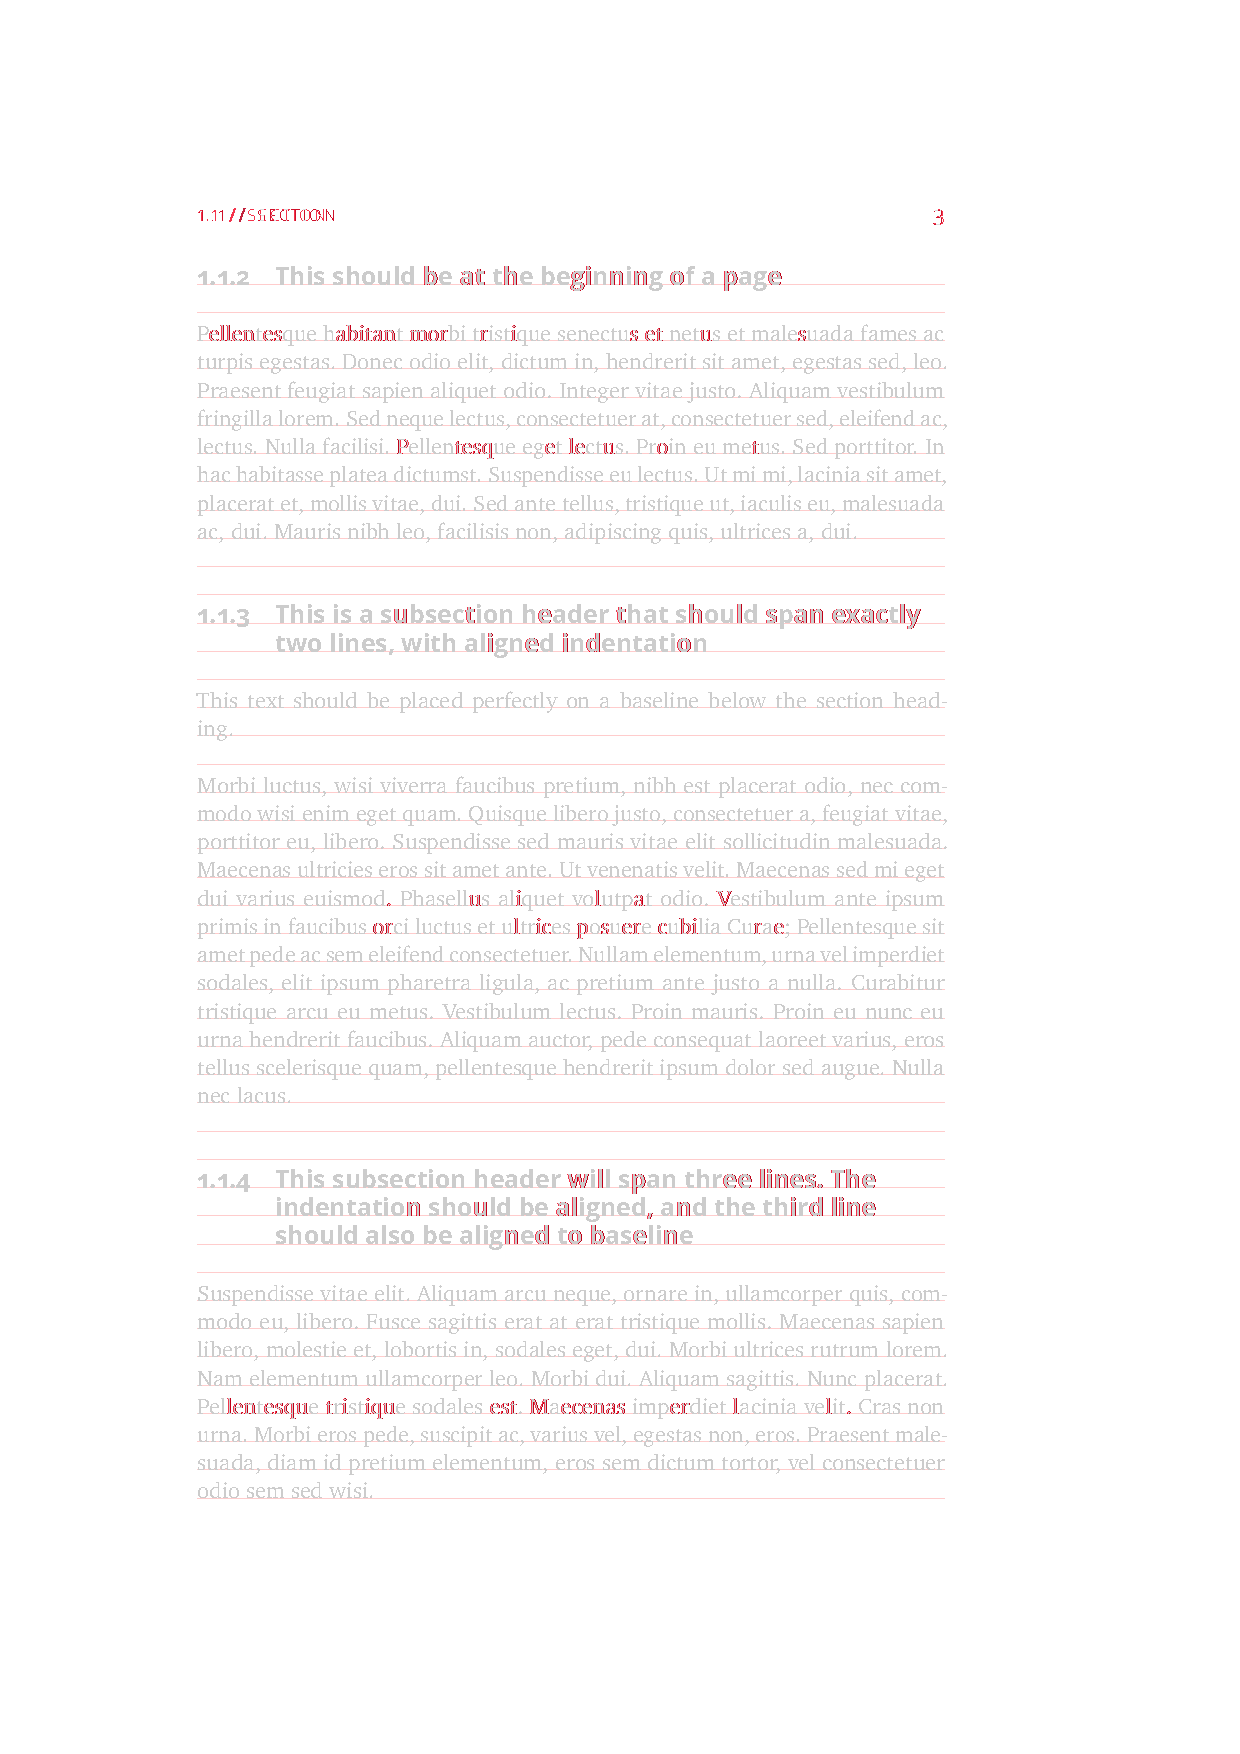 1.1 // SECTION 3
1.1.2 This should be at the beginning of a page
Pellentesque habitant morbi tristique senectus et netus et malesuada fames ac
turpis egestas. Donec odio elit, dictum in, hendrerit sit amet, egestas sed, leo.
Praesent feugiat sapien aliquet odio. Integer vitae justo. Aliquam vestibulum
fringilla lorem. Sed neque lectus, consectetuer at, consectetuer sed, eleifend ac,
lectus. Nulla facilisi. Pellentesque eget lectus. Proin eu metus. Sed porttitor. In
hac habitasse platea dictumst. Suspendisse eu lectus. Ut mi mi, lacinia sit amet,
placerat et, mollis vitae, dui. Sed ante tellus, tristique ut, iaculis eu, malesuada
ac, dui. Mauris nibh leo, facilisis non, adipiscing quis, ultrices a, dui.
1.1.3 This is a subsection header that should span exactly
two lines, with aligned indentation
This text should be placed perfectly on a baseline below the section head-
ing.
Morbi luctus, wisi viverra faucibus pretium, nibh est placerat odio, nec com-
modo wisi enim eget quam. Quisque libero justo, consectetuer a, feugiat vitae,
porttitor eu, libero. Suspendisse sed mauris vitae elit sollicitudin malesuada.
Maecenas ultricies eros sit amet ante. Ut venenatis velit. Maecenas sed mi eget
dui varius euismod. Phasellus aliquet volutpat odio. Vestibulum ante ipsum
primis in faucibus orci luctus et ultrices posuere cubilia Curae; Pellentesque sit
amet pede ac sem eleifend consectetuer. Nullam elementum, urna vel imperdiet
sodales, elit ipsum pharetra ligula, ac pretium ante justo a nulla. Curabitur
tristique arcu eu metus. Vestibulum lectus. Proin mauris. Proin eu nunc eu
urna hendrerit faucibus. Aliquam auctor, pede consequat laoreet varius, eros
tellus scelerisque quam, pellentesque hendrerit ipsum dolor sed augue. Nulla
nec lacus.
1.1.4 This subsection header will span three lines. The
indentation should be aligned, and the third line
should also be aligned to baseline
Suspendisse vitae elit. Aliquam arcu neque, ornare in, ullamcorper quis, com-
modo eu, libero. Fusce sagittis erat at erat tristique mollis. Maecenas sapien
libero, molestie et, lobortis in, sodales eget, dui. Morbi ultrices rutrum lorem.
Nam elementum ullamcorper leo. Morbi dui. Aliquam sagittis. Nunc placerat.
Pellentesque tristique sodales est. Maecenas imperdiet lacinia velit. Cras non
urna. Morbi eros pede, suscipit ac, varius vel, egestas non, eros. Praesent male-
suada, diam id pretium elementum, eros sem dictum tortor, vel consectetuer
odio sem sed wisi.